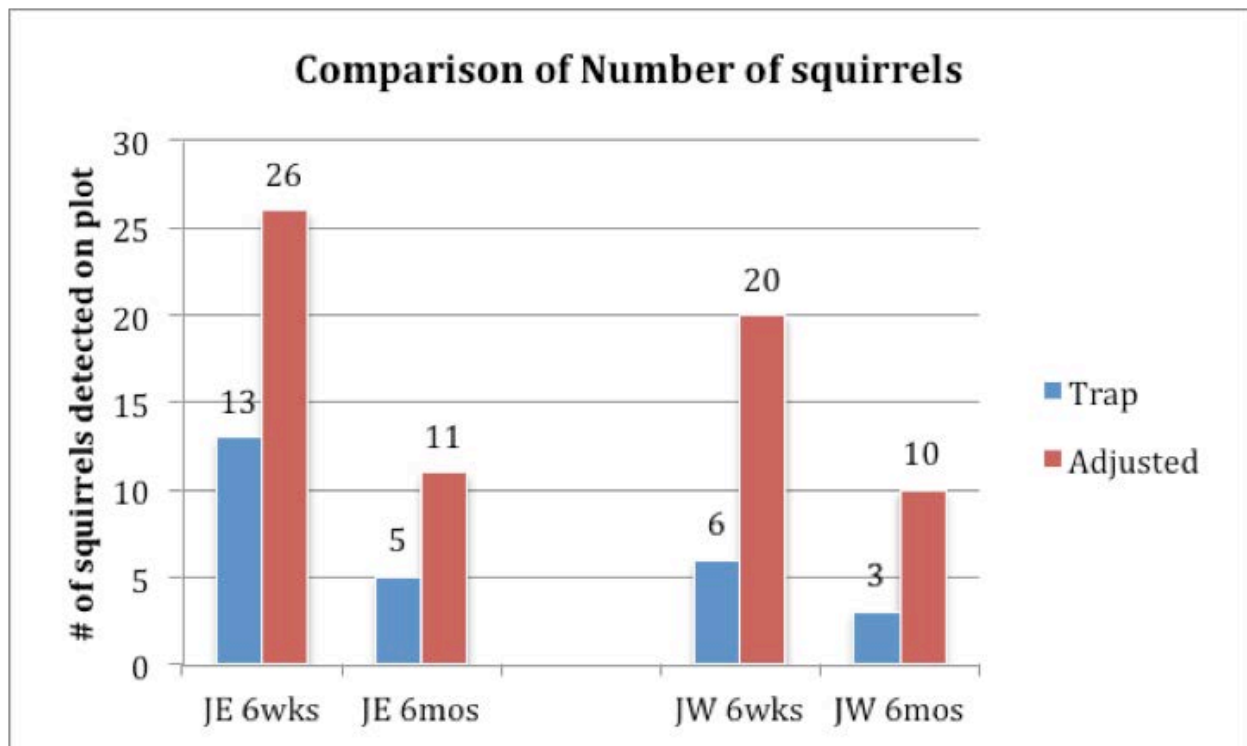 Comparison of Number of squirrels
# of squirrels detected on plot
30
25
20
15
10
5
0
13
26
5
11
6
20
3
10
JE 6wks
JE 6mos
JW 6wks
JW 6mos
Trap
Adjusted